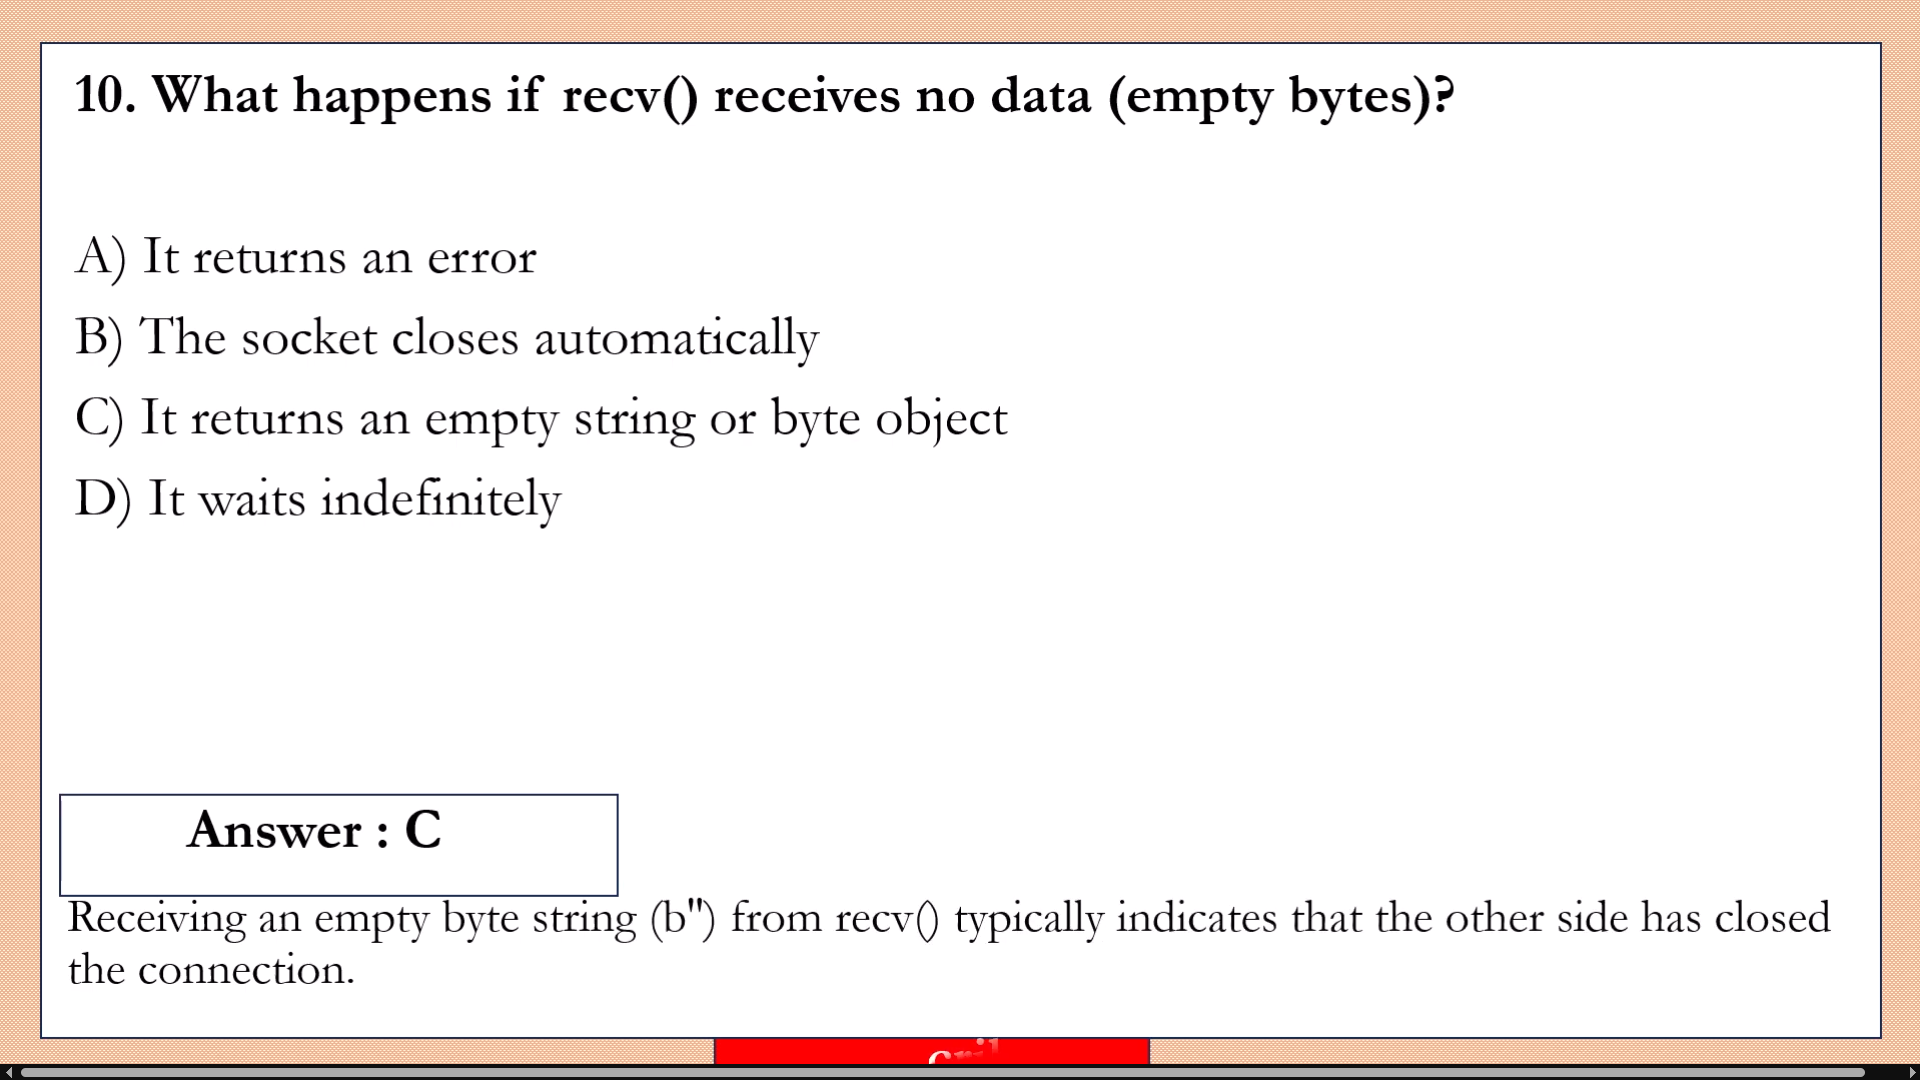 10. What happens if recv() receives no data (empty bytes)?
A) It returns an error
B) The socket closes automatically
C) It returns an empty string or byte object
D) It waits indefinitely
Answer : C
Receiving an empty byte string (b'') from recv() typically indicates that the other side has closed
the connection.